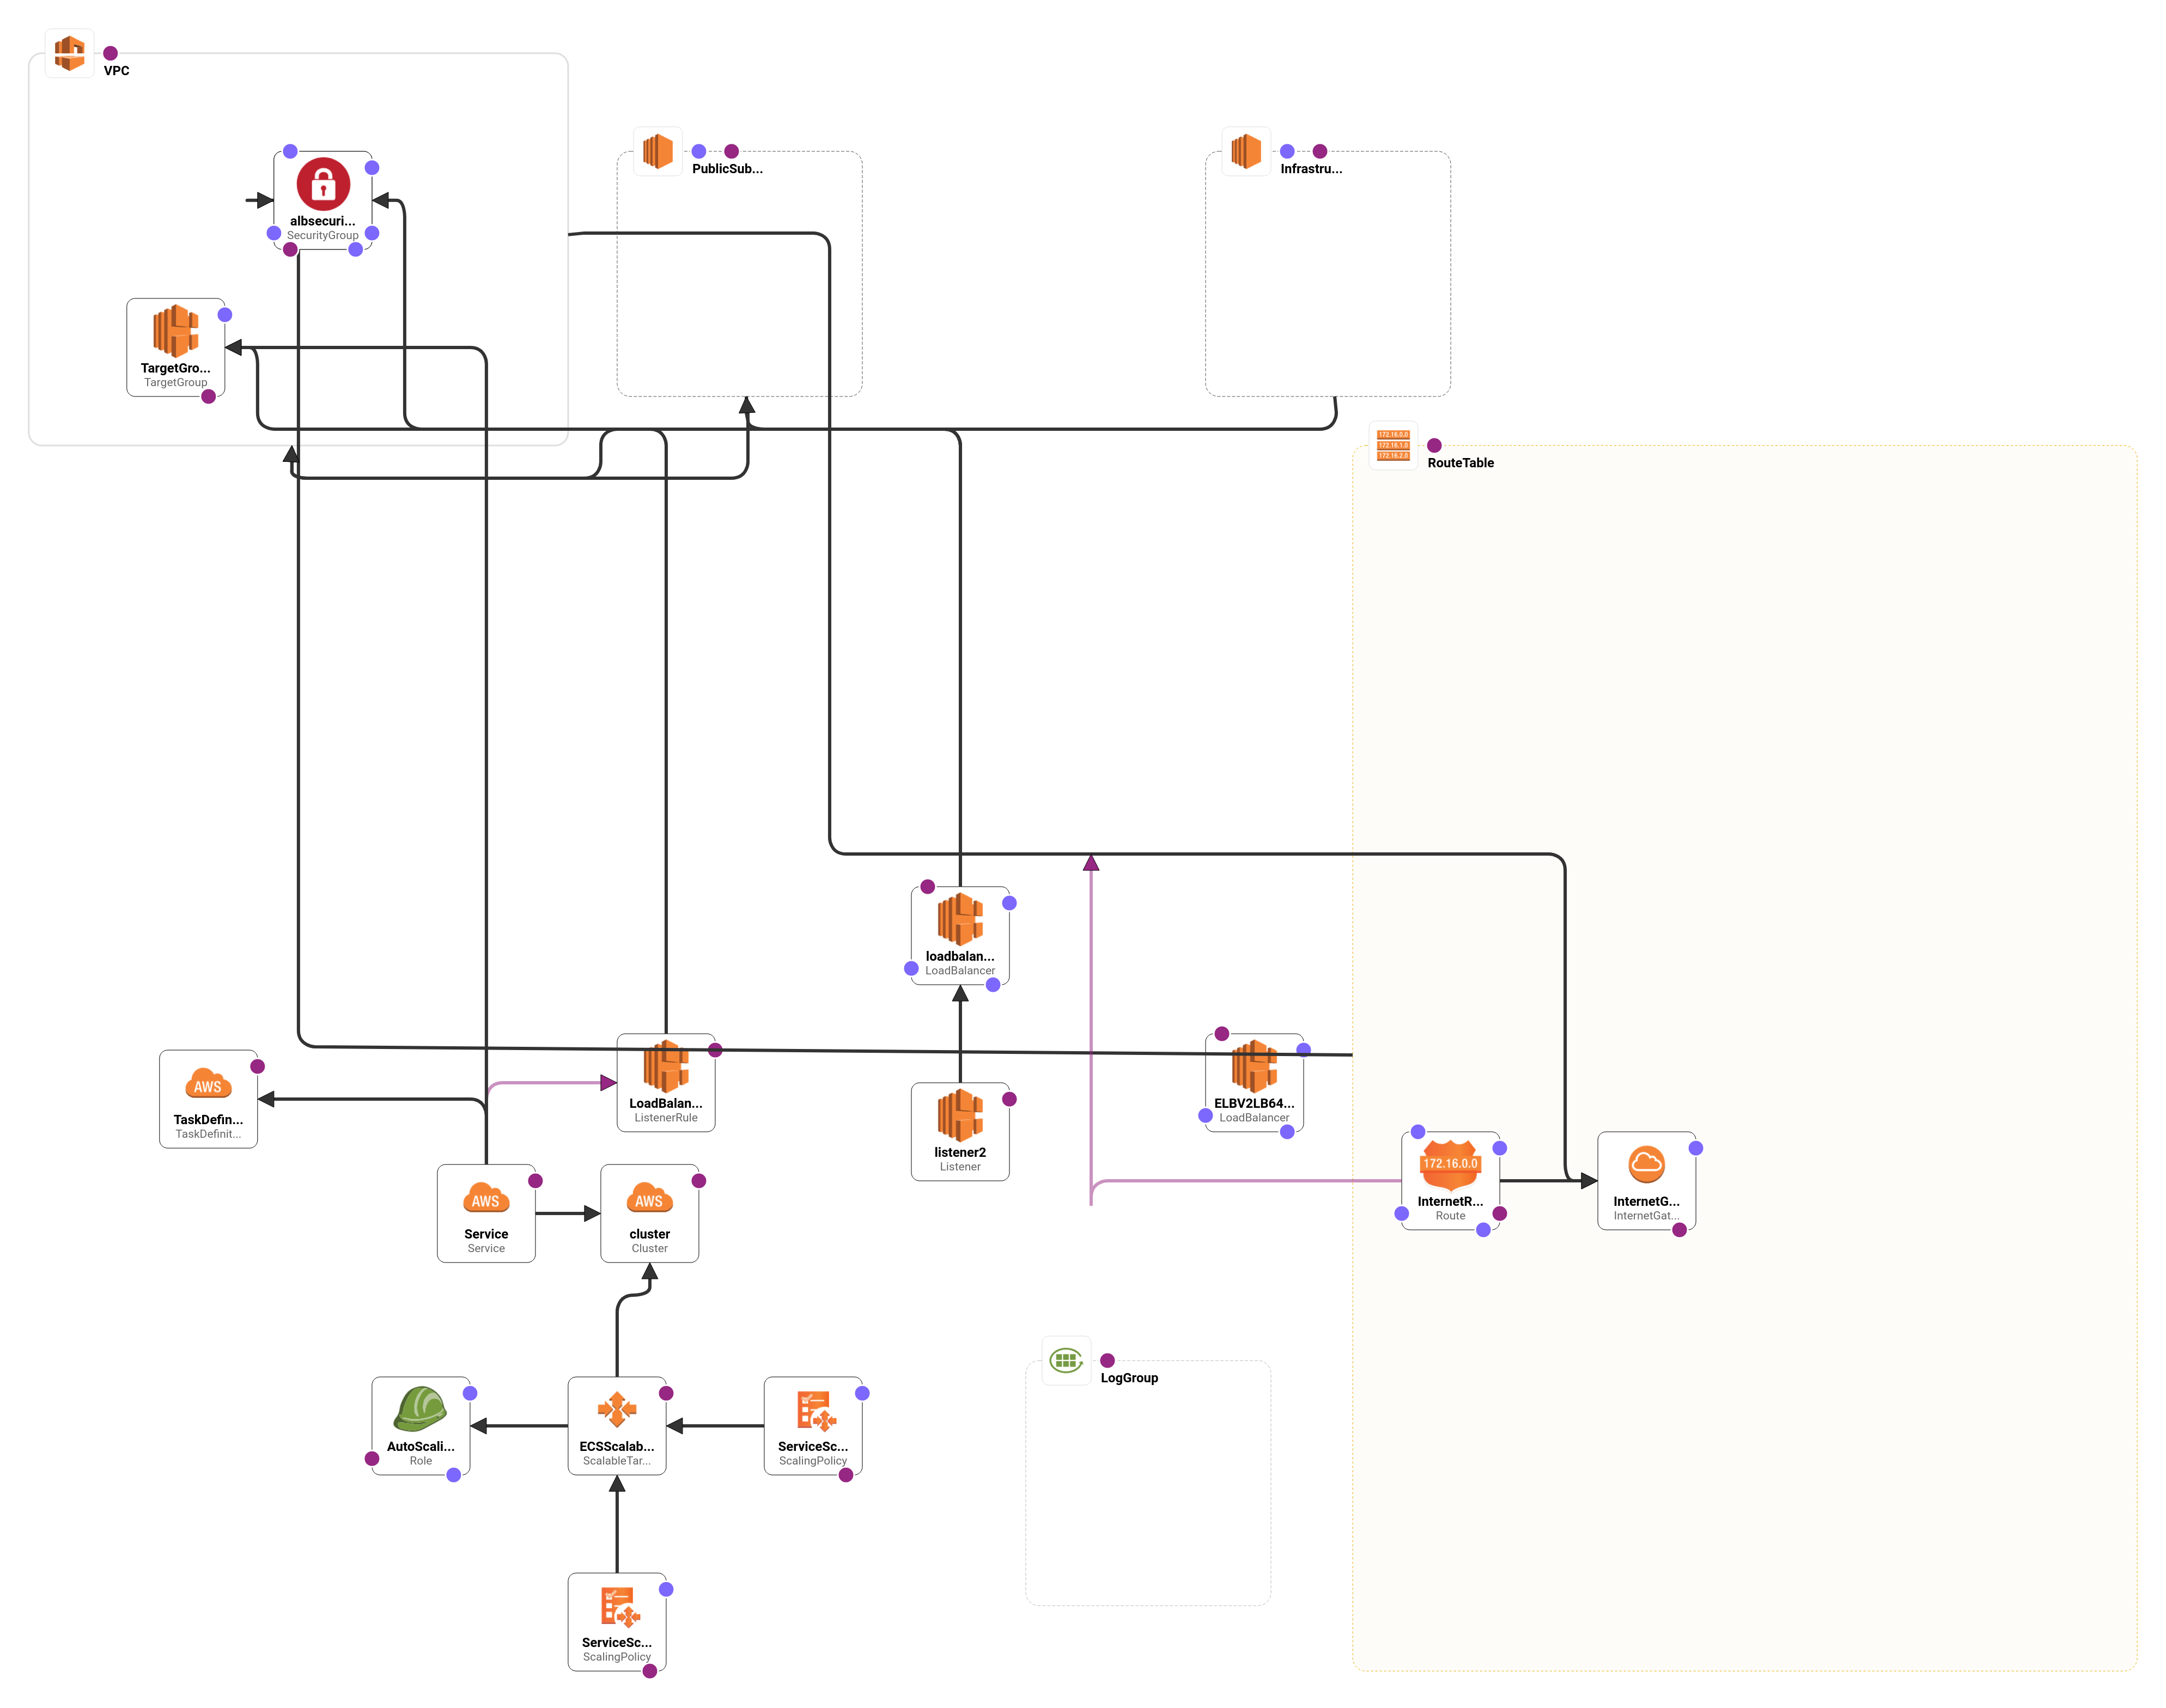 VPC
PublicSub...
Infrastru...
albsecuri...
SecurityGroup
TargetGro...
TargetGroup
172.16.0.0
172.16.1.0
172.16.2.0
RouteTable
loadbalan...
LoadBalancer
AWS
TaskDefin...
TaskDefinit...
LoadBalan...
ListenerRule
listener2
Listener
ELBV2LB64...
LoadBalancer
172.16.0.0
InternetR...
Route
InternetG...
InternetGat...
AWS
Service
Service
AWS
cluster
Cluster
LogGroup
AutoScali...
Role
ECSScalab...
ScalableTar...
ServiceSc...
ScalingPolicy
ServiceSc...
ScalingPolicy